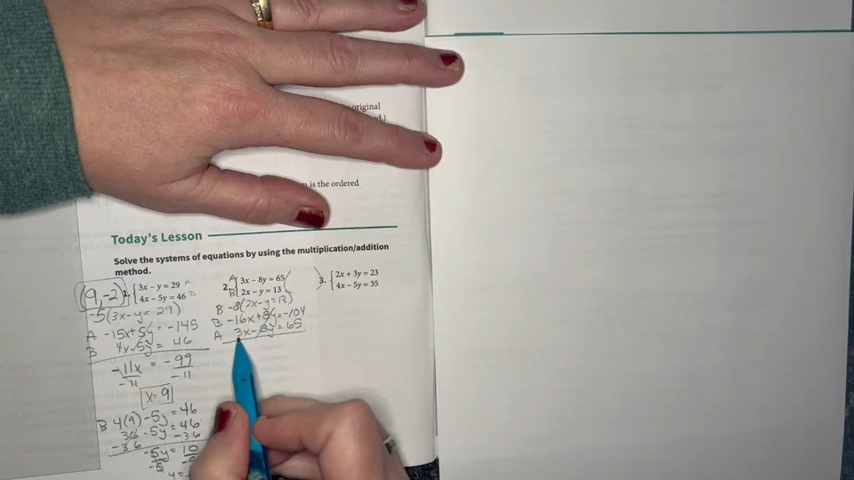 original
d.)
n is the ordered
Today's Lesson
Solve the systems of equations by using the multiplication/addition
method.
(9,-2) 1. 3x - y = 29 A
4x - 5y = 46 B
-5(3x-y = 29)
A -15x+5y = -145
B 4x-5y = 46
-11x = -99
-11 -11
x=9
B 4(9)-5y=46
36-5y=46
-36 -36
-5y = 10
-5
y=
2. A 3x - 8y = 65
B 2x - y = 13
B -8(2x-y=13)
B -16x+8y=-104
A 3x-8y=65
3. 2x + 3y = 23
4x - 5y = 35